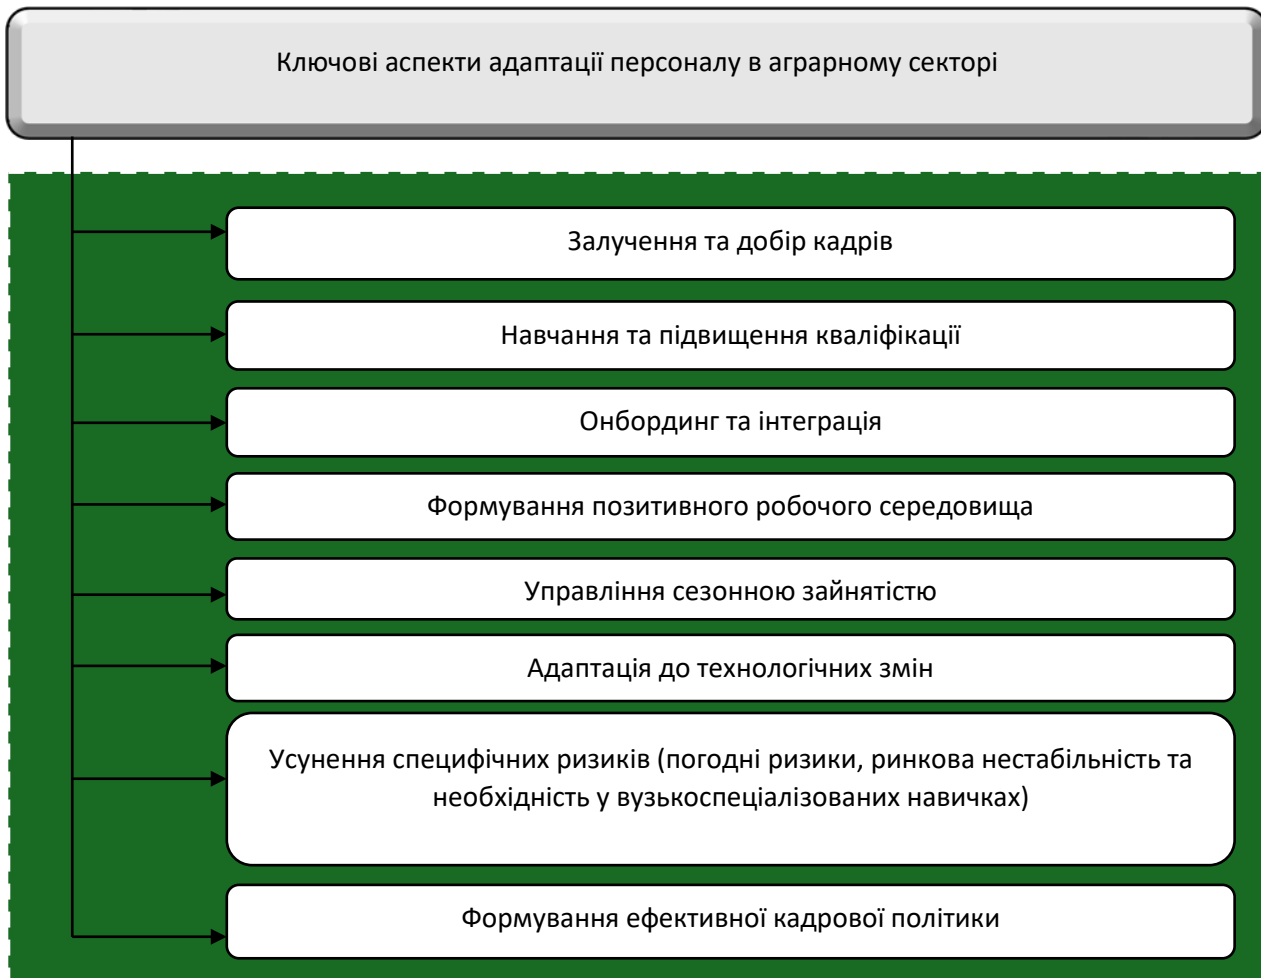 Ключові аспекти адаптації персоналу в аграрному секторі
Залучення та добір кадрів
Навчання та підвищення кваліфікації
Онбординг та інтеграція
Формування позитивного робочого середовища
Управління сезонною зайнятістю
Адаптація до технологічних змін
Усунення специфічних ризиків (погодні ризики, ринкова нестабільність та
необхідність у вузькоспеціалізованих навичках)
Формування ефективної кадрової політики